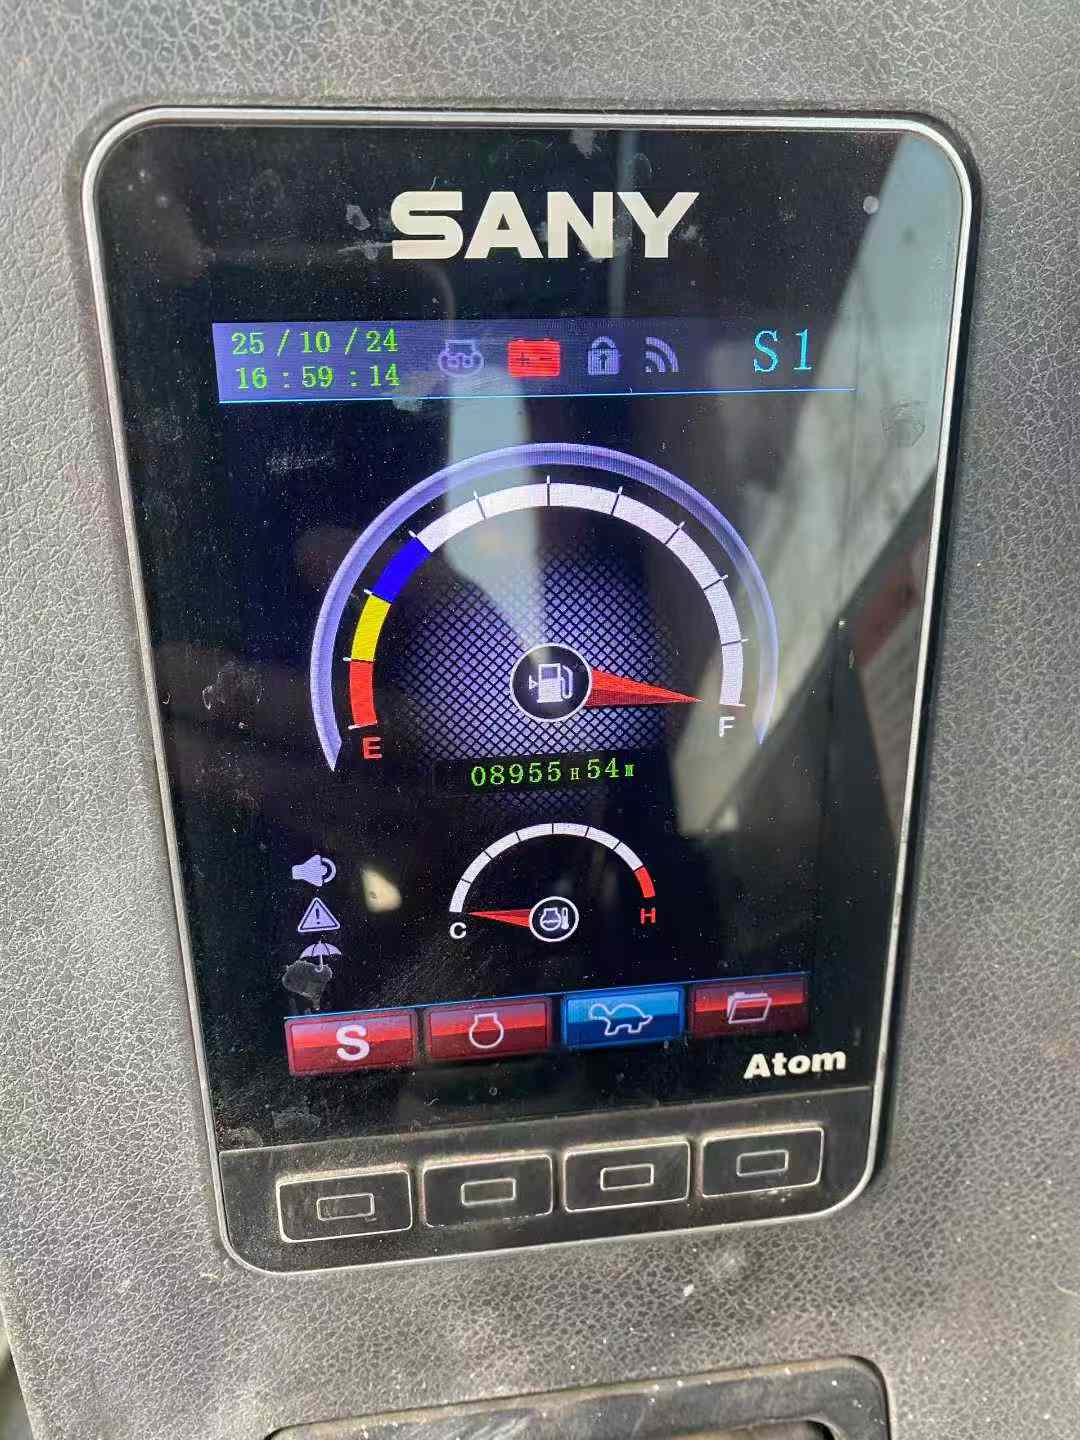 SANY
25 / 10 / 24
16 : 59 : 14
S1
E
F
08955 H 54 M
C
H
S
Atom